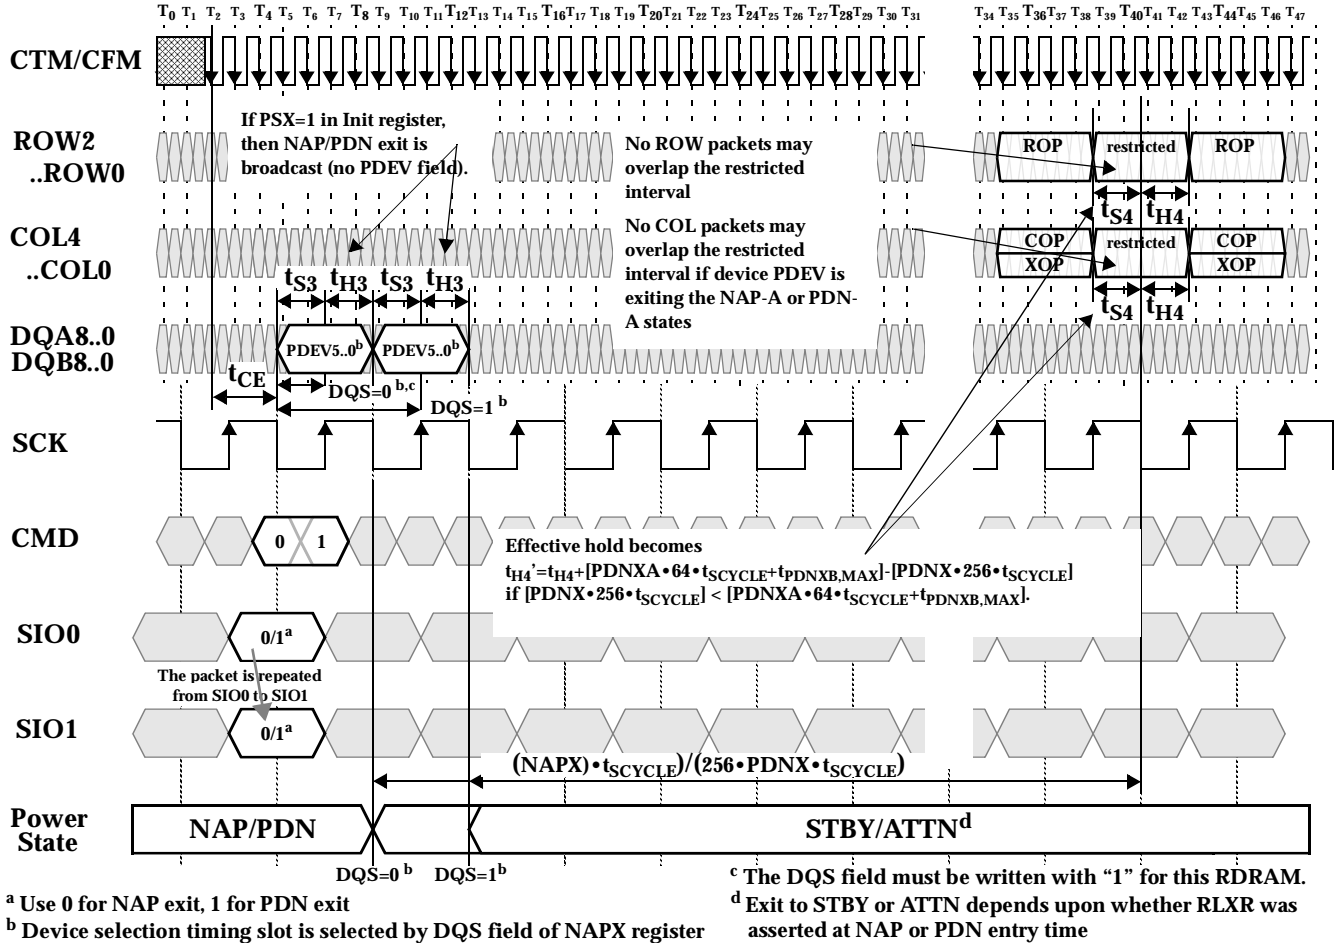 T0 T1 T2 T3 T4 T5 T6 T7 T8 T9 T10 T11 T12 T13 T14 T15 T16 T17 T18 T19 T20 T21 T22 T23 T24 T25 T26 T27 T28 T29 T30 T31 T34 T35 T36 T37 T38 T39 T40 T41 T42 T43 T44 T45 T46 T47
CTM/CFM
If PSX=1 in Init register,
then NAP/PDN exit is
broadcast (no PDEV field).
ROW2
..ROW0
No ROW packets may
overlap the restricted
interval
ROP restricted ROP
tS4 tH4
COL4
..COL0
No COL packets may
overlap the restricted
interval if device PDEV is
exiting the NAP-A or PDN-
A states
COP restricted COP
XOP XOP
tS4 tH4
tS3 tH3 tS3 tH3
DQA8..0
DQB8..0
PDEV5..0b PDEV5..0b
tCE
DQS=0 b,c
DQS=1 b
SCK
CMD
0 1
Effective hold becomes
tH4’=tH4+[PDNXA•64•tSCYCLE+tPDNXB,MAX]-[PDNX•256•tSCYCLE]
if [PDNX•256•tSCYCLE] < [PDNXA•64•tSCYCLE+tPDNXB,MAX].
SIO0
0/1a
The packet is repeated
from SIO0 to SIO1
SIO1
0/1a
(NAPX)•tSCYCLE)/(256•PDNX•tSCYCLE)
Power
State
NAP/PDN
STBY/ATTNd
DQS=0 b DQS=1b
a Use 0 for NAP exit, 1 for PDN exit
b Device selection timing slot is selected by DQS field of NAPX register
c The DQS field must be written with “1” for this RDRAM.
d Exit to STBY or ATTN depends upon whether RLXR was
asserted at NAP or PDN entry time